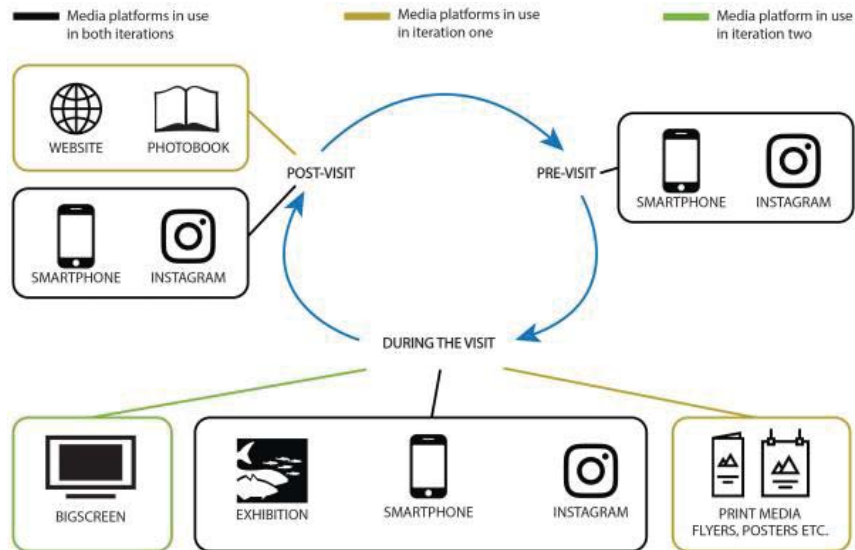 Media platforms in use
in both iterations
Media platforms in use
in iteration one
Media platform in use
in iteration two
WEBSITE
PHOTOBOOK
POST-VISIT
PRE-VISIT
SMARTPHONE
INSTAGRAM
SMARTPHONE
INSTAGRAM
DURING THE VISIT
BIGSCREEN
EXHIBITION
SMARTPHONE
INSTAGRAM
PRINT MEDIA
FLYERS, POSTERS ETC.